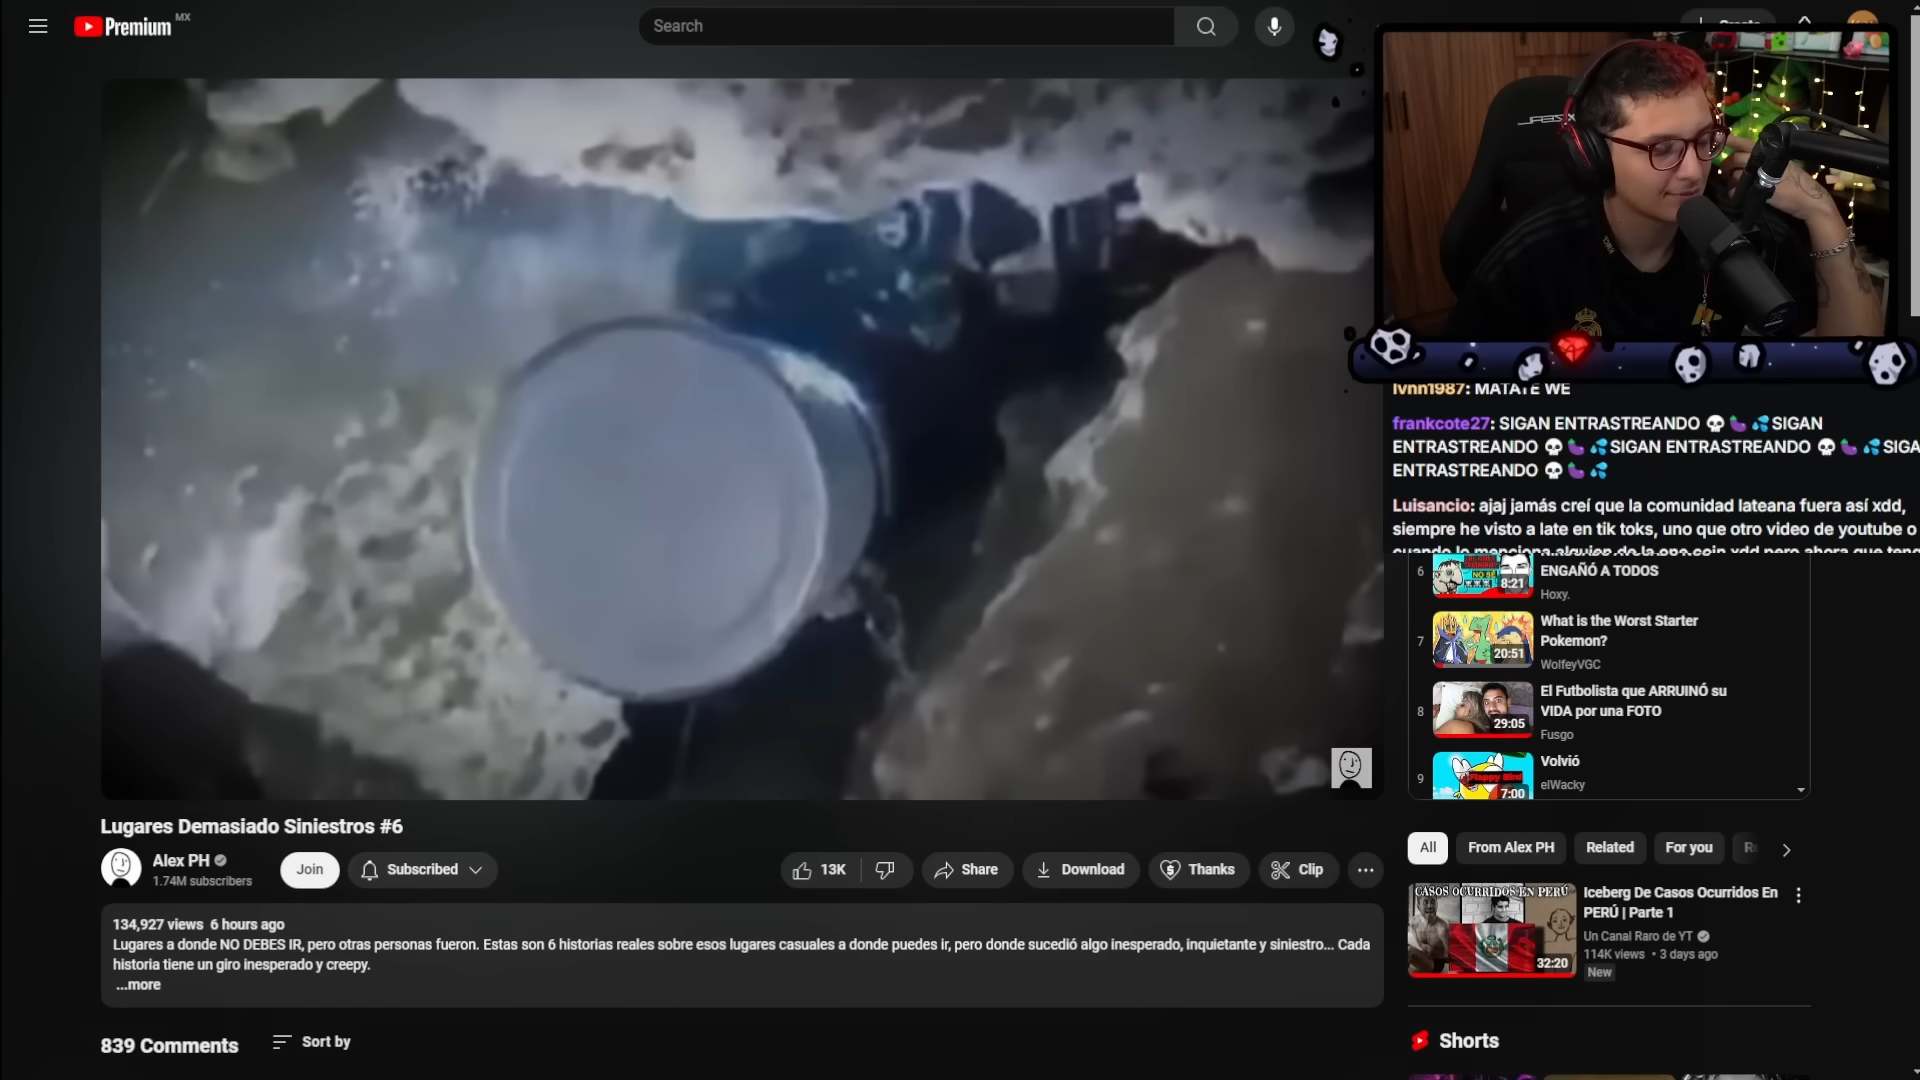 Premium MX
Search
Create
lvnn1987: MATATE WE
frankcote27: SIGAN ENTRASTREANDO 💀🍆💦SIGAN
ENTRASTREANDO 💀🍆💦SIGAN ENTRASTREANDO 💀🍆💦SIGA
ENTRASTREANDO 💀🍆💦
Luisancio: ajaj jamás creí que la comunidad lateana fuera así xdd,
siempre he visto a late en tik toks, uno que otro video de youtube o
6
8:21
ENGAÑÓ A TODOS
Hoxy.
7
20:51
What is the Worst Starter
Pokemon?
WolfeyVGC
8
29:05
El Futbolista que ARRUINÓ su
VIDA por una FOTO
Fusgo
9
Flappy Bird
7:00
Volvió
elWacky
Lugares Demasiado Siniestros #6
Alex PH
1.74M subscribers
Join
Subscribed
13K
Share
Download
Thanks
Clip
134,927 views 6 hours ago
Lugares a donde NO DEBES IR, pero otras personas fueron. Estas son 6 historias reales sobre esos lugares casuales a donde puedes ir, pero donde sucedió algo inesperado, inquietante y siniestro... Cada
historia tiene un giro inesperado y creepy.
...more
839 Comments
Sort by
All
From Alex PH
Related
For you
CASOS OCURRIDOS EN PERÚ
32:20
Iceberg De Casos Ocurridos En
PERÚ | Parte 1
Un Canal Raro de YT
114K views • 3 days ago
New
Shorts